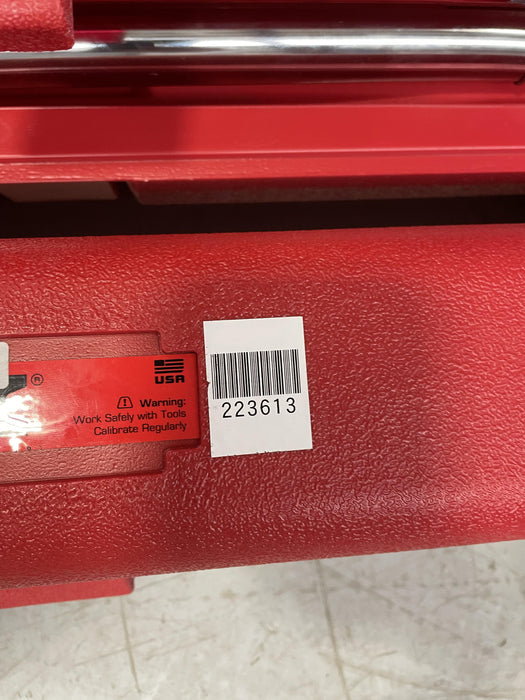 ®
USA
⚠ Warning:
Work Safely with Tools
Calibrate Regularly
223613